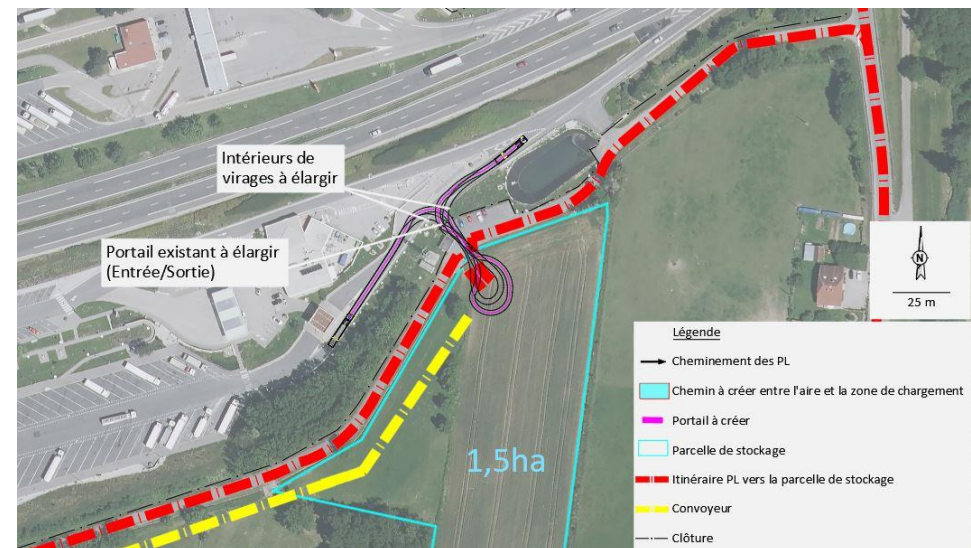 Intérieurs de
virages à élargir
Portail existant à élargir
(Entrée/Sortie)
N
25 m
1,5ha
Légende
Cheminement des PL
Chemin à créer entre l'aire et la zone de chargement
Portail à créer
Parcelle de stockage
Itinéraire PL vers la parcelle de stockage
Convoyeur
Clôture